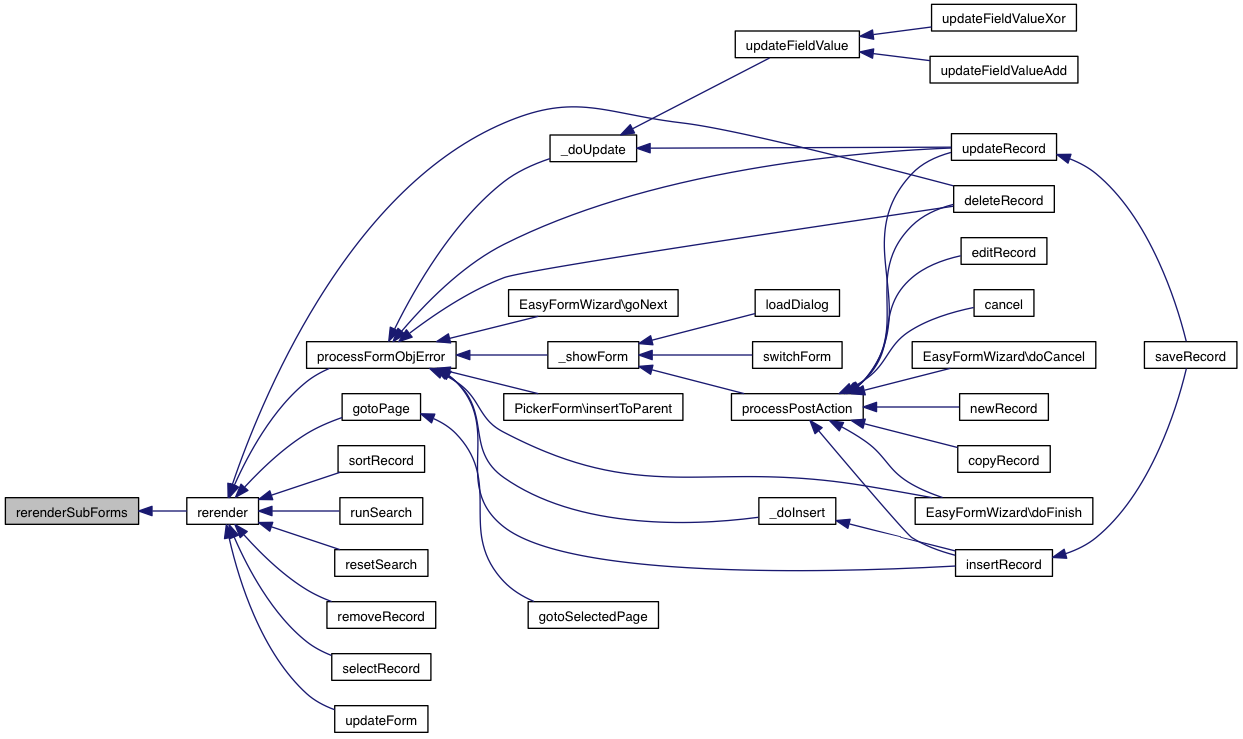 updateFieldValueXor
updateFieldValue
updateFieldValueAdd
_doUpdate
updateRecord
deleteRecord
editRecord
EasyFormWizard\goNext
loadDialog
cancel
processFormObjError
_showForm
switchForm
EasyFormWizard\doCancel
saveRecord
gotoPage
PickerForm\insertToParent
processPostAction
newRecord
sortRecord
copyRecord
rerenderSubForms
rerender
runSearch
_doInsert
EasyFormWizard\doFinish
resetSearch
insertRecord
removeRecord
gotoSelectedPage
selectRecord
updateForm